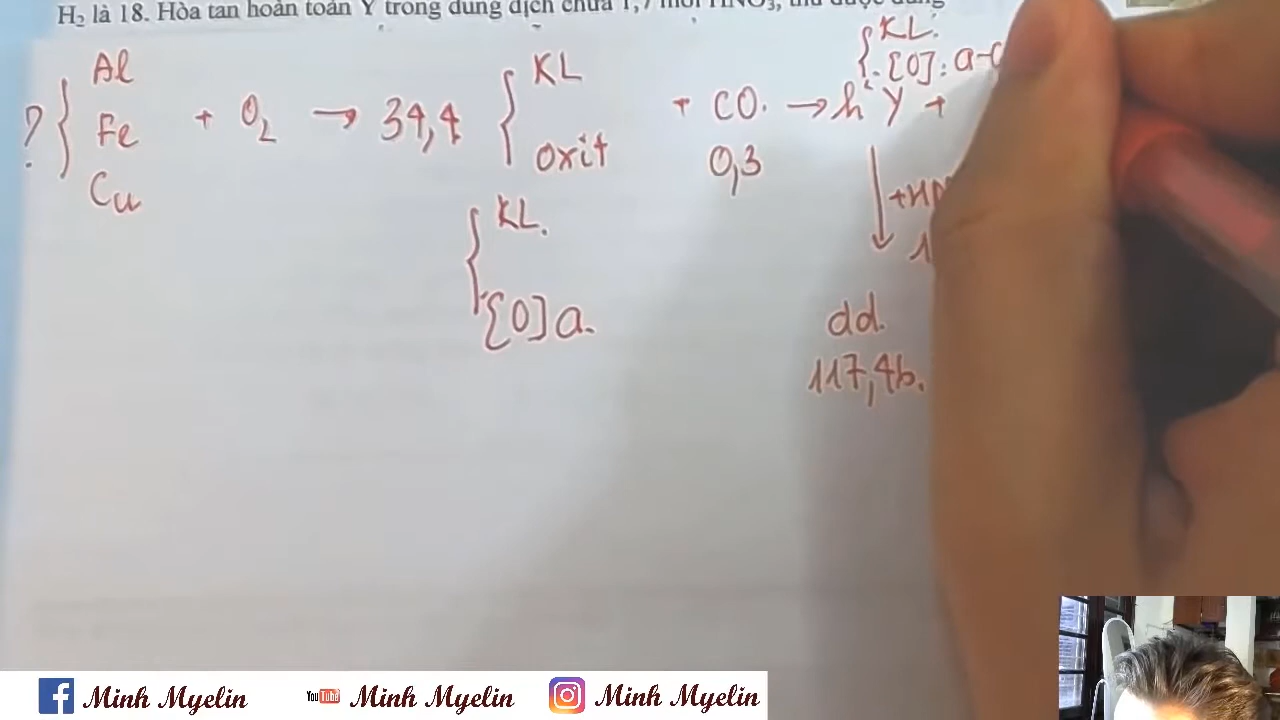 H₂ là 18. Hòa tan hoàn toàn Y trong dung dịch chứa 1,7 mol HNO₃, thu được dung
KL.
Al
KL
[O]: a-
? Fe + O₂ → 34,4 + CO. → h² Y +
oxit 0,3
Cu
KL.
[O] a.
dd.
117,4b.
Minh Myelin YouTube Minh Myelin Minh Myelin